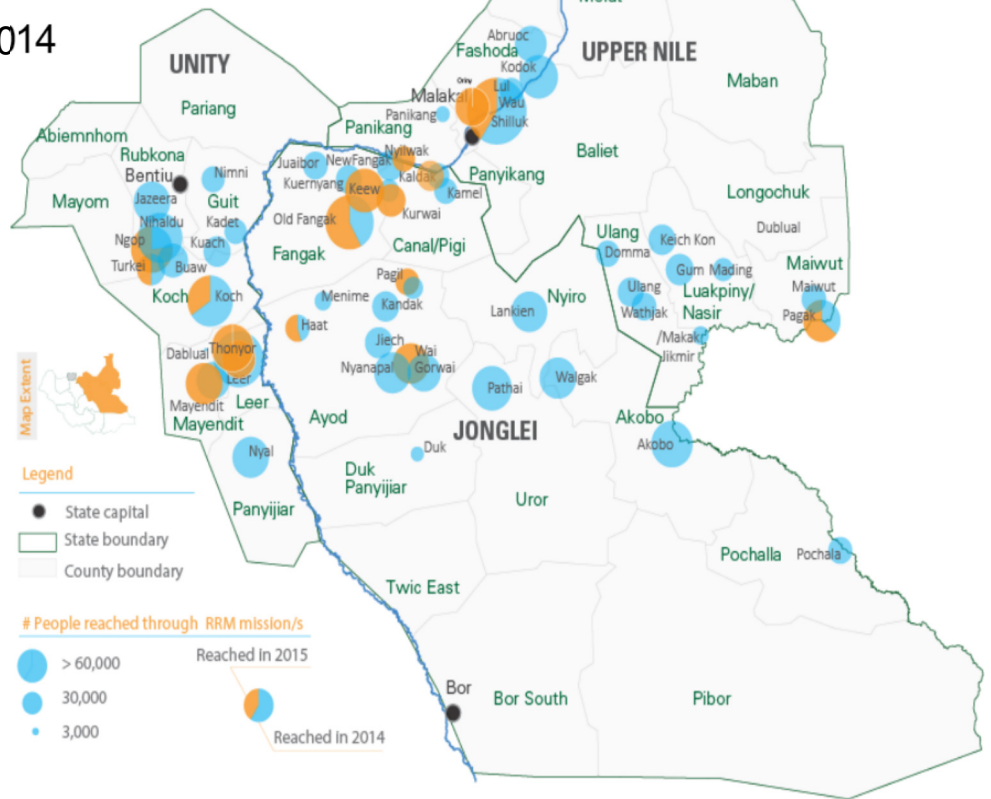 014
UNITY
UPPER NILE
JONGLEI
Abruoc
Fashoda
Kodok
Lul
Wau
Shilluk
Malakal
Panikang
Maban
Pariang
Abiemnhom
Panikang
Baliet
Rubkona
Bentiu
Nimni
Juaibor
NewFangak
Nyilwak
Kuernyang
Keew
Kaldak
Kamel
Panyikang
Longochuk
Mayom
Jazeera
Guit
Kurwai
Dublual
Nihaldu
Kadet
Old Fangak
Ngop
Kuach
Ulang
Keich Kon
Turkei
Buaw
Fangak
Canal/Pigi
Domma
Gum
Mading
Maiwut
Pagil
Ulang
Luakpiny/
Nasir
Maiwut
Koch
Koch
Menime
Kandak
Nyiro
Lankien
Wathjak
Pagak
Haat
/Makak
Jikmir
Jiech
Wai
Dablual
Thonyor
Nyanapal
Gorwai
Leer
Pathai
Walgak
Mayendit
Leer
Mayendit
Ayod
Akobo
Akobo
Nyal
Duk
Duk
Panyijiar
Uror
Panyijiar
Pochalla
Pochala
Twic East
Bor
Bor South
Pibor
Map Extent
Legend
State capital
State boundary
County boundary
# People reached through RRM mission/s
> 60,000
30,000
3,000
Reached in 2015
Reached in 2014